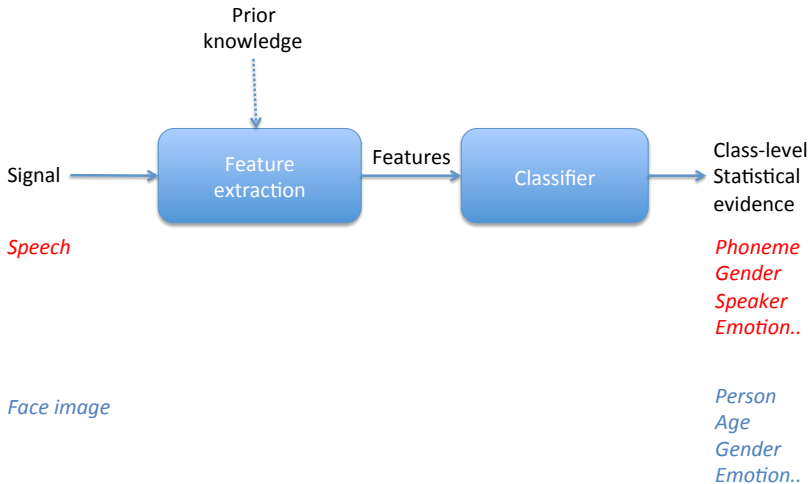 Prior
knowledge
Signal
Feature
extraction
Features
Classifier
Class-level
Statistical
evidence
Speech
Phoneme
Gender
Speaker
Emotion..
Face image
Person
Age
Gender
Emotion..